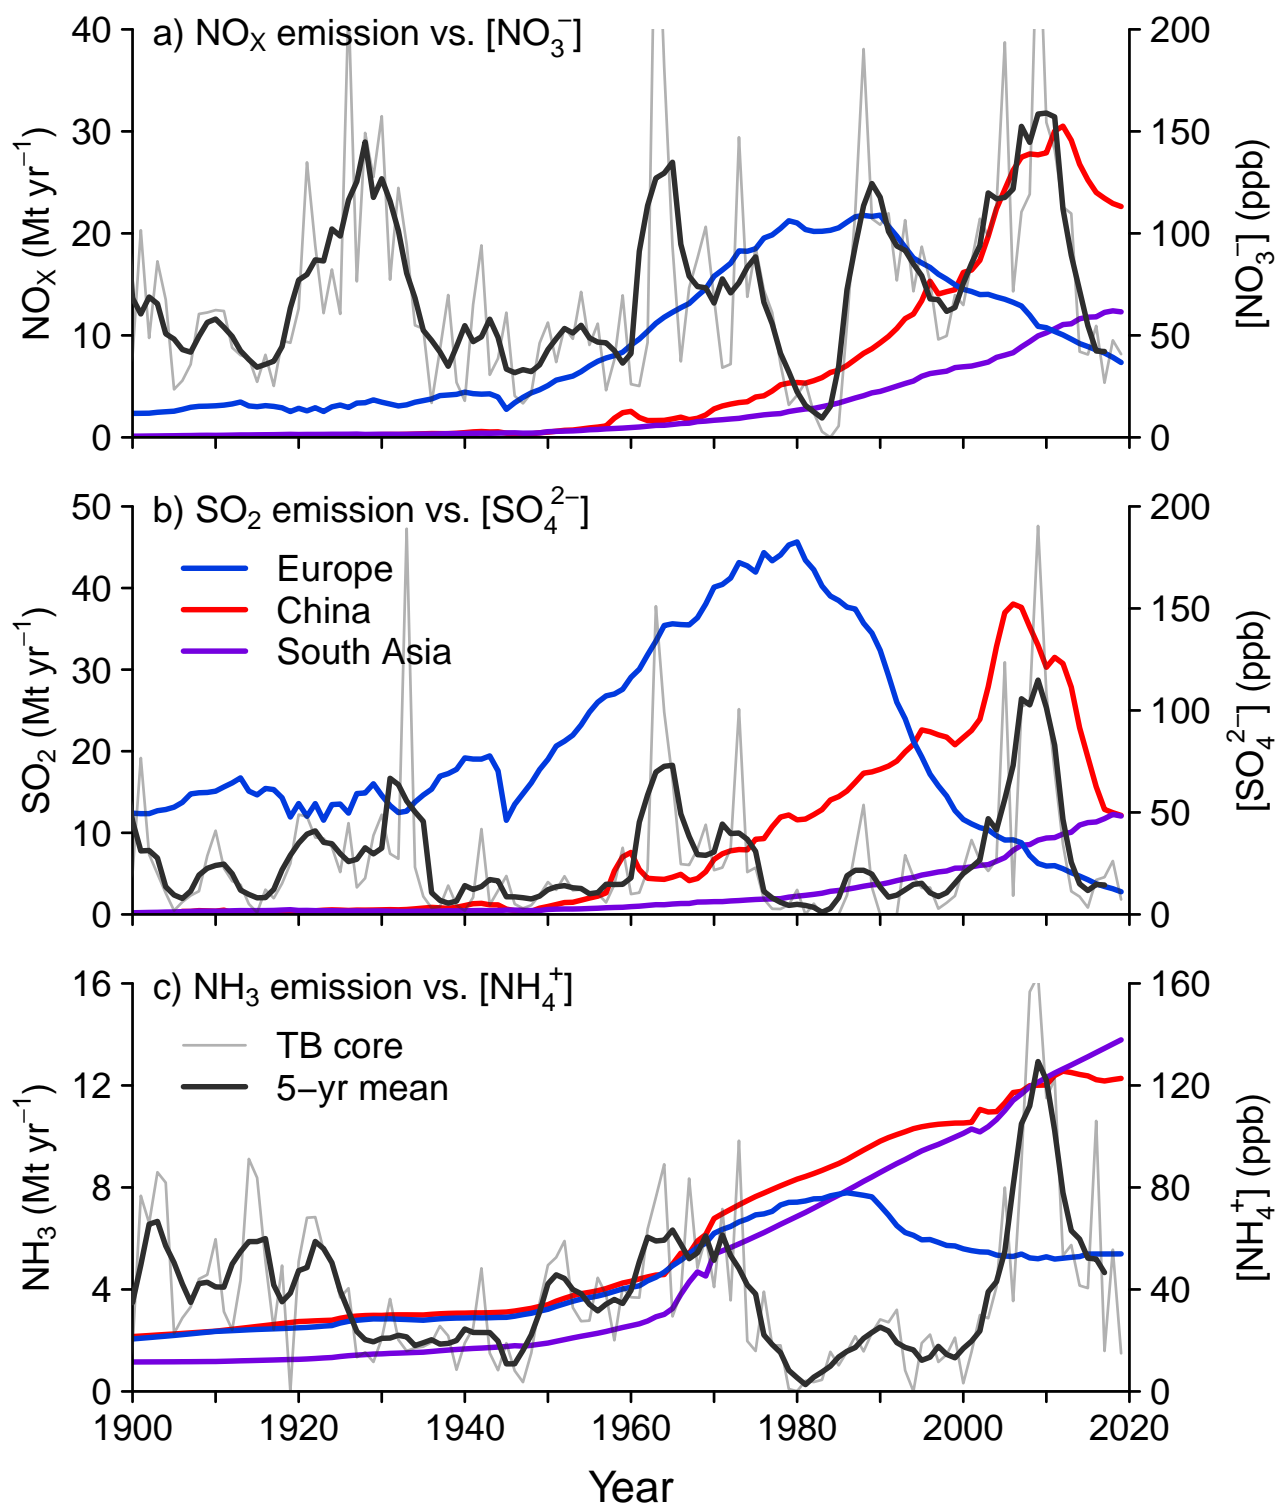 a) NOₓ emission vs. [NO₃⁻]
40
30
20
10
0
NOₓ (Mt yr⁻¹)
200
150
100
50
0
[NO₃⁻] (ppb)
b) SO₂ emission vs. [SO₄²⁻]
Europe
China
South Asia
50
40
30
20
10
0
SO₂ (Mt yr⁻¹)
200
150
100
50
0
[SO₄²⁻] (ppb)
c) NH₃ emission vs. [NH₄⁺]
TB core
5−yr mean
16
12
8
4
0
NH₃ (Mt yr⁻¹)
160
120
80
40
0
[NH₄⁺] (ppb)
1900 1920 1940 1960 1980 2000 2020
Year